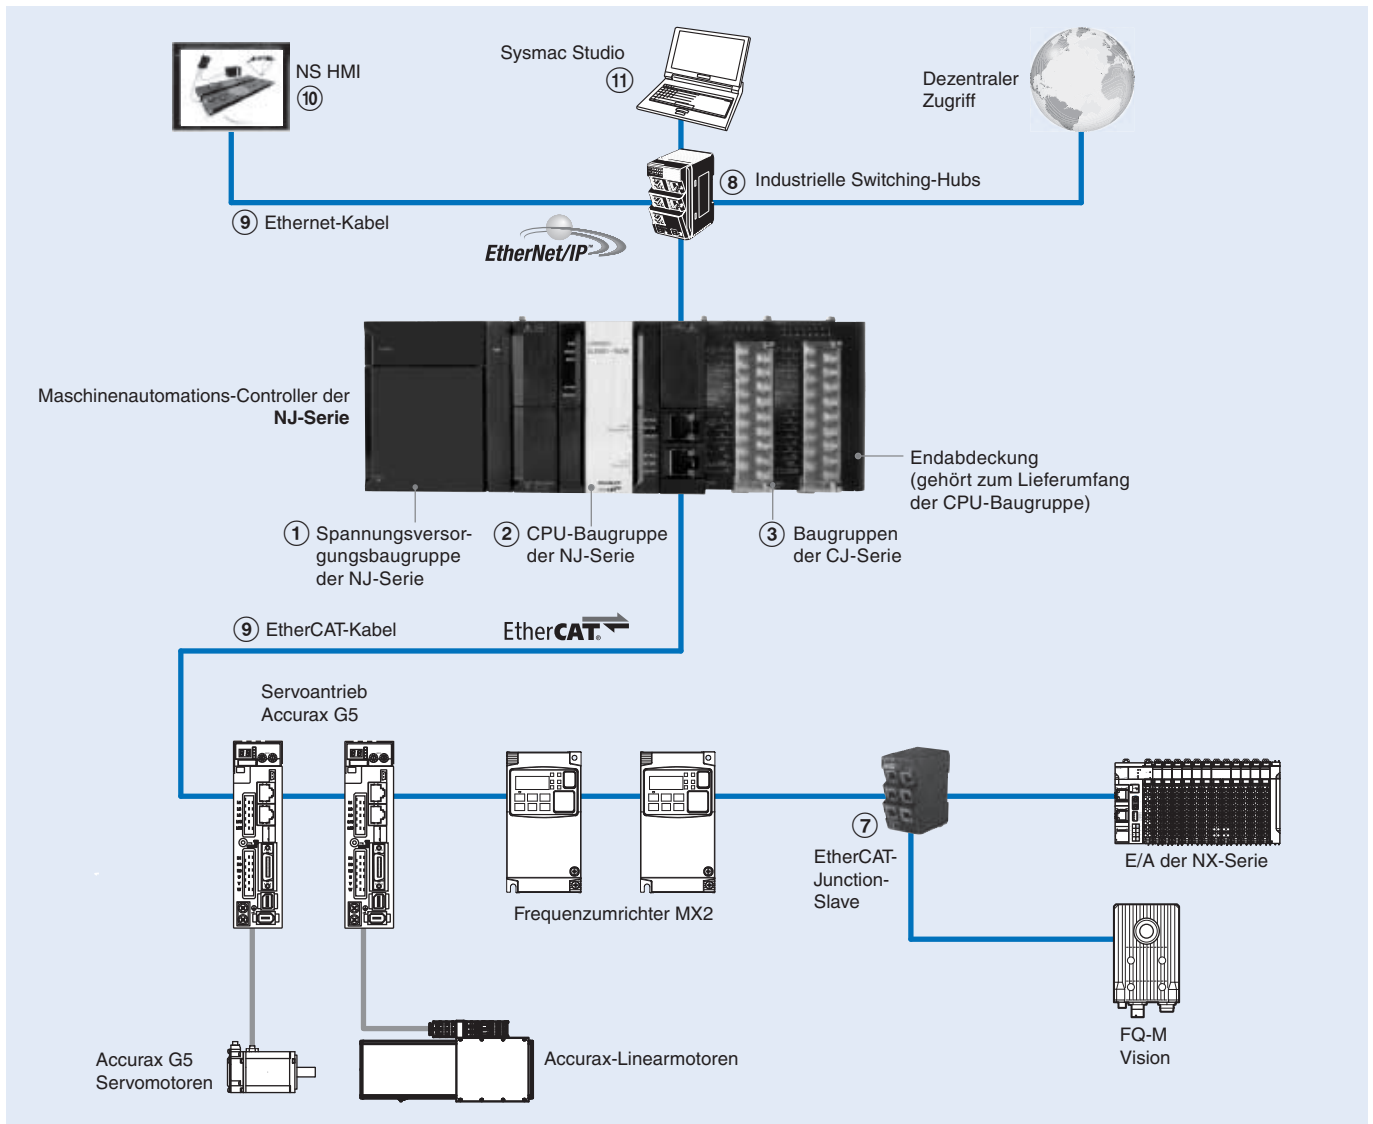 NS HMI
10
Sysmac Studio
11
Dezentraler
Zugriff
8 Industrielle Switching-Hubs
9 Ethernet-Kabel
EtherNet/IP™
Maschinenautomations-Controller der
NJ-Serie
Endabdeckung
(gehört zum Lieferumfang
der CPU-Baugruppe)
1 Spannungsversor-
gungsbaugruppe
der NJ-Serie
2 CPU-Baugruppe
der NJ-Serie
3 Baugruppen
der CJ-Serie
9 EtherCAT-Kabel
EtherCAT®
Servoantrieb
Accurax G5
7
EtherCAT-
Junction-
Slave
E/A der NX-Serie
Frequenzumrichter MX2
FQ-M
Vision
Accurax G5
Servomotoren
Accurax-Linearmotoren